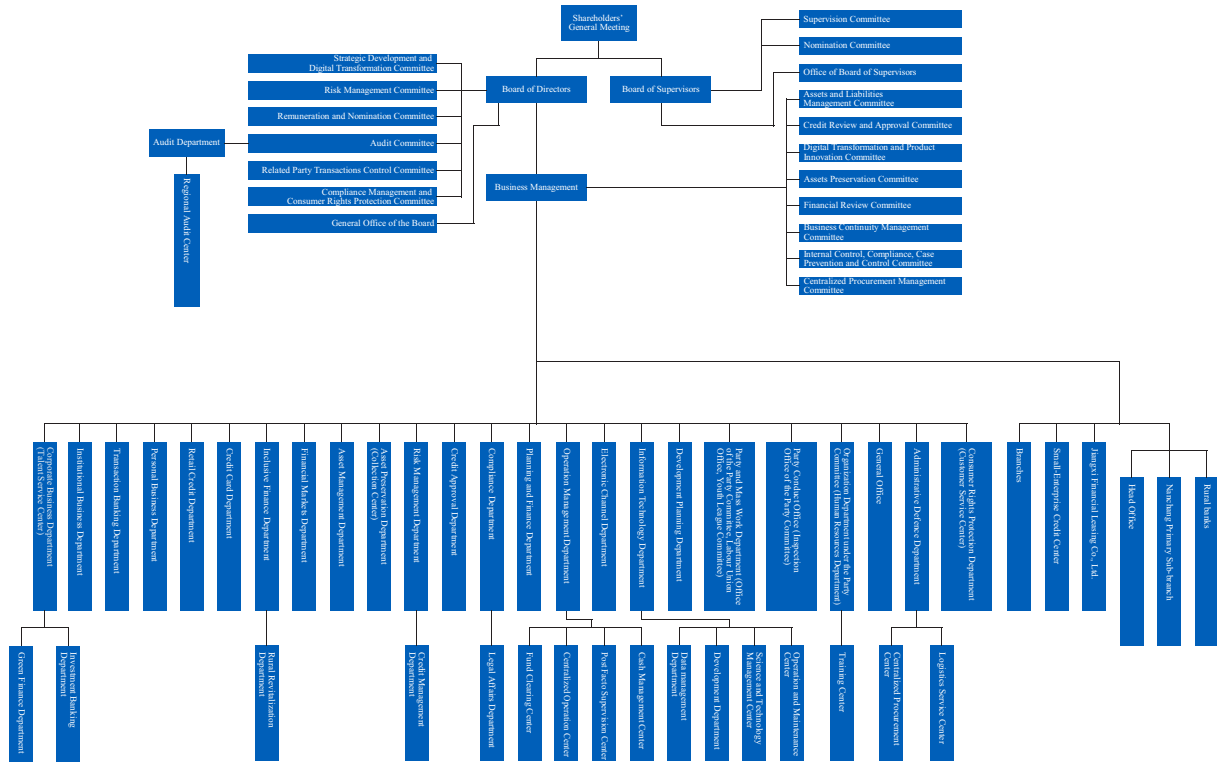 Shareholders'
General Meeting
Strategic Development and
Digital Transformation Committee
Risk Management Committee
Remuneration and Nomination Committee
Audit Committee
Related Party Transactions Control Committee
Compliance Management and
Consumer Rights Protection Committee
General Office of the Board
Audit Department
Regional Audit Center
Board of Directors
Board of Supervisors
Business Management
Supervision Committee
Nomination Committee
Office of Board of Supervisors
Assets and Liabilities
Management Committee
Credit Review and Approval Committee
Digital Transformation and Product
Innovation Committee
Assets Preservation Committee
Financial Review Committee
Business Continuity Management
Committee
Internal Control, Compliance, Case
Prevention and Control Committee
Centralized Procurement Management
Committee
Corporate Business Department
(Talent Service Center)
Institutional Business Department
Transaction Banking Department
Personal Business Department
Retail Credit Department
Credit Card Department
Inclusive Finance Department
Financial Markets Department
Asset Management Department
Asset Preservation Department
(Collection Center)
Risk Management Department
Credit Approval Department
Compliance Department
Planning and Finance Department
Operation Management Department
Electronic Channel Department
Information Technology Department
Development Planning Department
Party and Mass Work Department (Office
of the Party Committee, Labour Union
Office, Youth League Committee)
Party Conduct Office (Inspection
Office of the Party Committee)
Organization Department under the Party
Committee (Human Resources Department)
General Office
Administrative Defence Department
Consumer Rights Protection Department
(Customer Service Center)
Branches
Small-Enterprise Credit Center
Jiangxi Financial Leasing Co., Ltd.
Head Office
Nanchang Primary Sub-branch
Rural banks
Green Finance Department
Investment Banking
Department
Rural Revitalization
Department
Credit Management
Department
Legal Affairs Department
Fund Clearing Center
Centralized Operation Center
Post Facto Supervision Center
Cash Management Center
Data management
Department
Development Department
Science and Technology
Management Center
Operation and Maintenance
Center
Training Center
Centralized Procurement
Center
Logistics Service Center